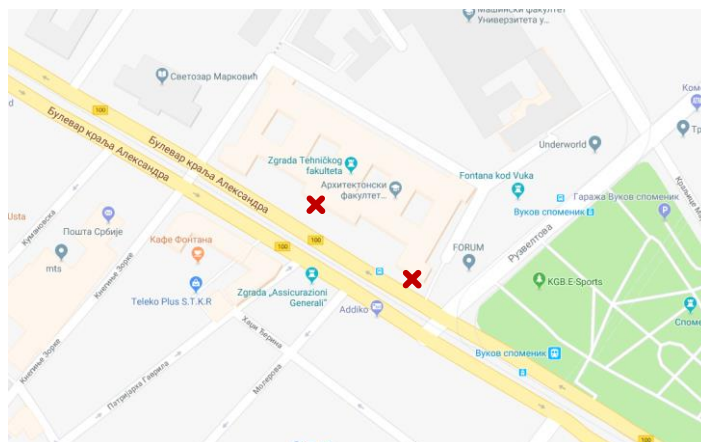 Машински факултет
Универзитета у...
Светозар Марковић
Ком
Тр
d
100
Булевар краља Александра
Булевар краља Александра
Underworld
Zgrada Tehničkog
fakulteta
Fontana kod Vuka
Архитектонски
факултет...
Гаража Вуков споменик
Вуков споменик
Краљице
Usta
Кумановска
Пошта Србије
Кафе Фонтана
100
100
Рузвелтова
FORUM
mts
Кнегиње Зорке
Teleko Plus S.T.K.R
Zgrada „Assicurazioni
Generali"
KGB E-Sports
Addiko
Споме
Хаџи Ђерина
Молерова
Вуков споменик
Кнегиње Зорке
Патријарха Гаврила
100